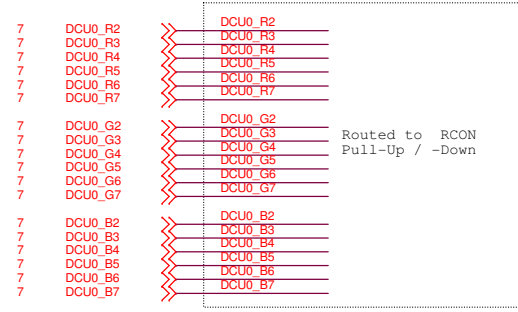 7 DCU0_R2 DCU0_R2
7 DCU0_R3 DCU0_R3
7 DCU0_R4 DCU0_R4
7 DCU0_R5 DCU0_R5
7 DCU0_R6 DCU0_R6
7 DCU0_R7 DCU0_R7
7 DCU0_G2 DCU0_G2
7 DCU0_G3 DCU0_G3
7 DCU0_G4 DCU0_G4
7 DCU0_G5 DCU0_G5
7 DCU0_G6 DCU0_G6
7 DCU0_G7 DCU0_G7
Routed to RCON
Pull-Up / -Down
7 DCU0_B2 DCU0_B2
7 DCU0_B3 DCU0_B3
7 DCU0_B4 DCU0_B4
7 DCU0_B5 DCU0_B5
7 DCU0_B6 DCU0_B6
7 DCU0_B7 DCU0_B7